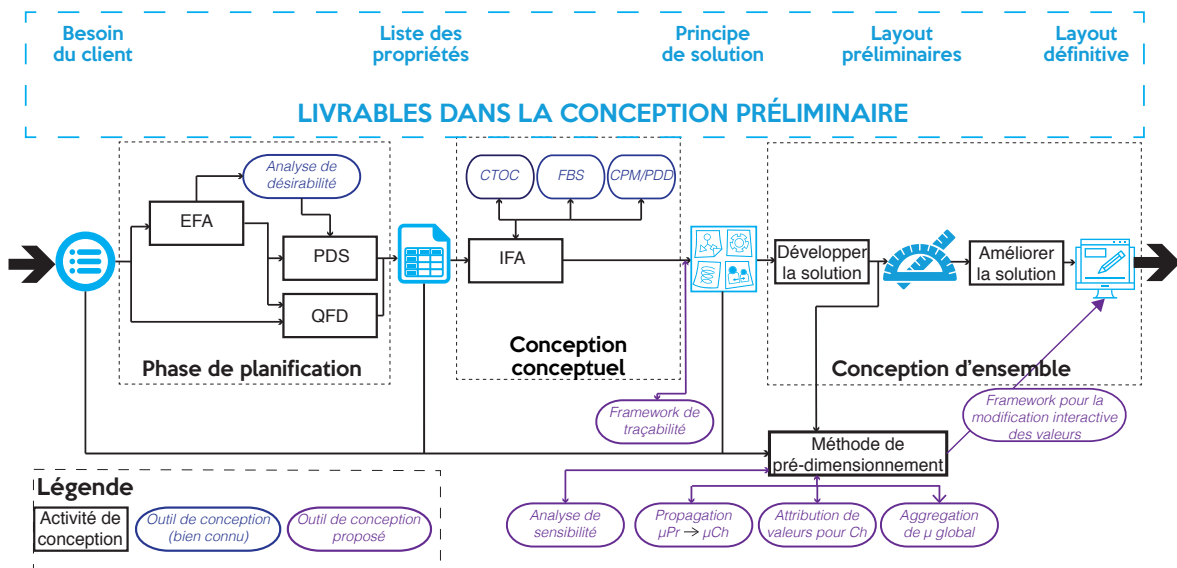 Besoin
du client
Liste des
propriétés
Principe
de solution
Layout
préliminaires
Layout
définitive
LIVRABLES DANS LA CONCEPTION PRÉLIMINAIRE
Analyse de
désirabilité
EFA
PDS
QFD
Phase de planification
CTOC
FBS
CPM/PDD
IFA
Conception
conceptuel
Framework de
traçabilité
Développer
la solution
Améliorer
la solution
Conception d'ensemble
Framework pour la
modification interactive
des valeurs
Méthode de
pré-dimensionnement
Analyse de
sensibilité
Propagation
µPr → µCh
Attribution de
valeurs pour Ch
Aggregation
de µ global
Légende
Activité de
conception
Outil de conception
(bien connu)
Outil de conception
proposé